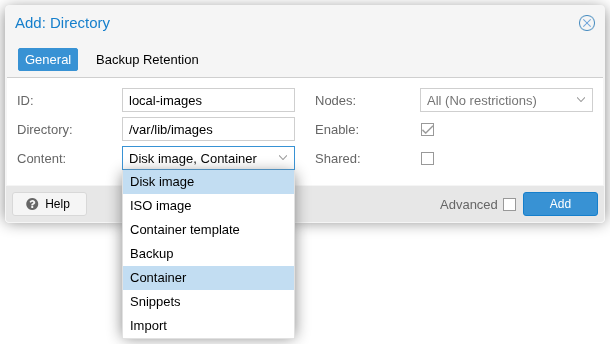 Add: Directory
General Backup Retention
ID: local-images Nodes: All (No restrictions)
Directory: /var/lib/images Enable:
Content: Disk image, Container Shared:
Disk image
ISO image
Container template
Backup
Container
Snippets
Import
? Help Advanced Add